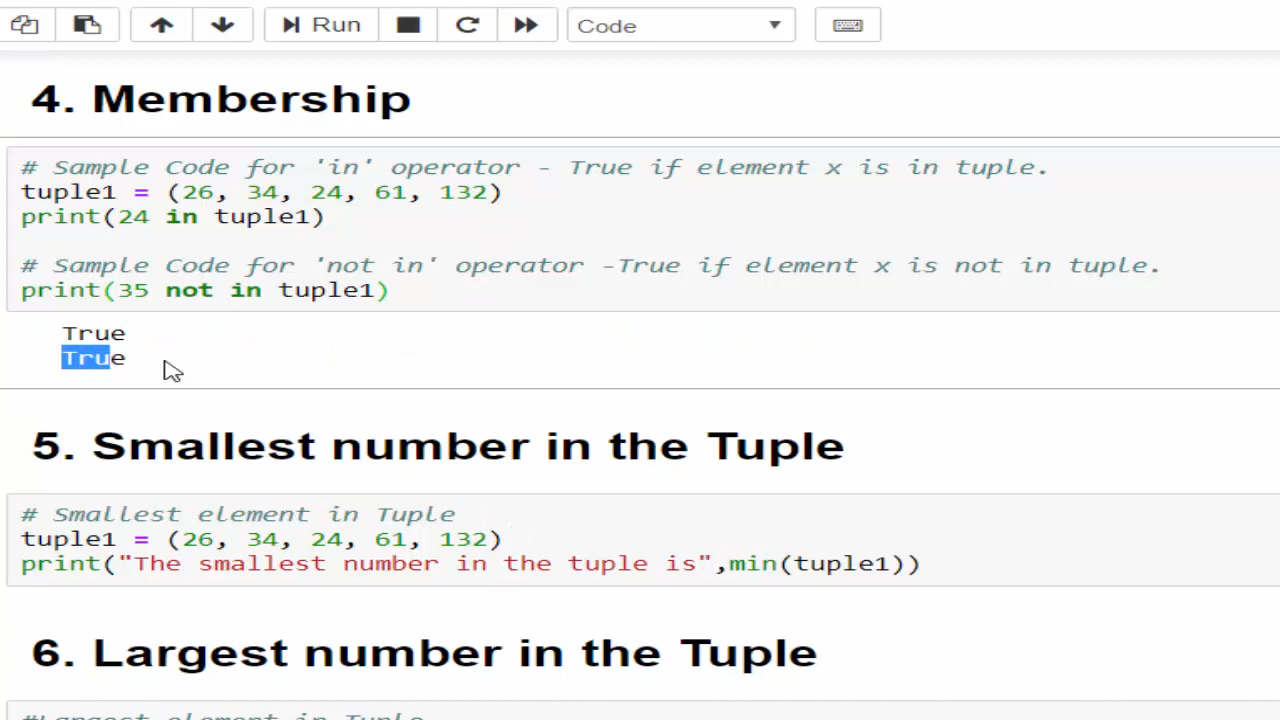 Run
Code
4. Membership
# Sample Code for 'in' operator - True if element x is in tuple.
tuple1 = (26, 34, 24, 61, 132)
print(24 in tuple1)
# Sample Code for 'not in' operator -True if element x is not in tuple.
print(35 not in tuple1)
True
True
5. Smallest number in the Tuple
# Smallest element in Tuple
tuple1 = (26, 34, 24, 61, 132)
print("The smallest number in the tuple is",min(tuple1))
6. Largest number in the Tuple
#Largest element in Tuple